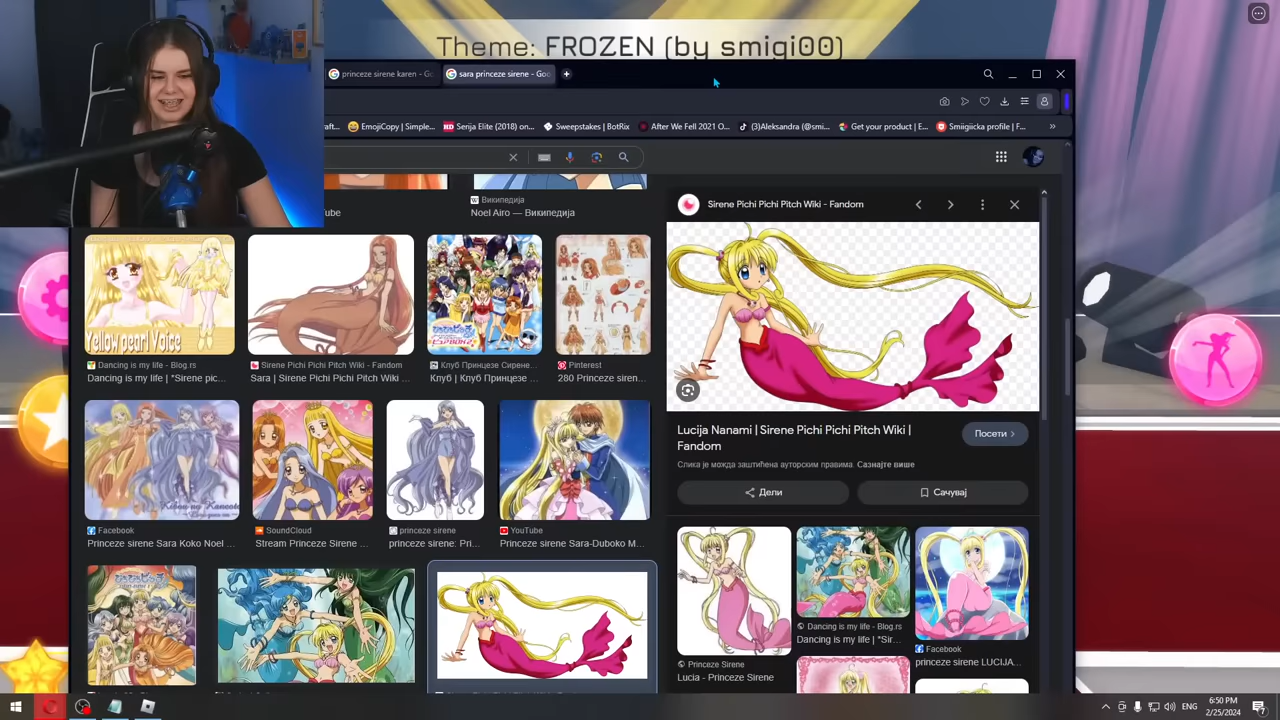 Theme: FROZEN (by smigi00)
princeze sirene karen - Go
sara princeze sirene - Goo
EmojiCopy | Simple...
Serija Elite (2018) on...
Sweepstakes | BotRix
After We Fell 2021 O...
(3)Aleksandra (@smi...
Get your product | E...
Smiigiicka profile | F...
Википедија
Noel Airo — Википедија
Yellow pearl Voice
Dancing is my life - Blog.rs
Dancing is my life | "Sirene pic...
Sirene Pichi Pichi Pitch Wiki - Fandom
Sara | Sirene Pichi Pichi Pitch Wiki ...
Клуб Принцезе Сирене...
Клуб | Клуб Принцезе ...
Pinterest
280 Princeze siren...
Facebook
Princeze sirene Sara Koko Noel ...
SoundCloud
Stream Princeze Sirene ...
princeze sirene
princeze sirene: Pri...
YouTube
Princeze sirene Sara-Duboko M...
Sirene Pichi Pichi Pitch Wiki - Fandom
Lucija Nanami | Sirene Pichi Pichi Pitch Wiki |
Fandom
Посети
Слика је можда заштићена ауторским правима. Сазнајте више
Дели
Сачувај
Princeze Sirene
Lucia - Princeze Sirene
Dancing is my life - Blog.rs
Dancing is my life | "Sir...
Facebook
princeze sirene LUCIJA...
ENG
6:50 PM
2/25/2024